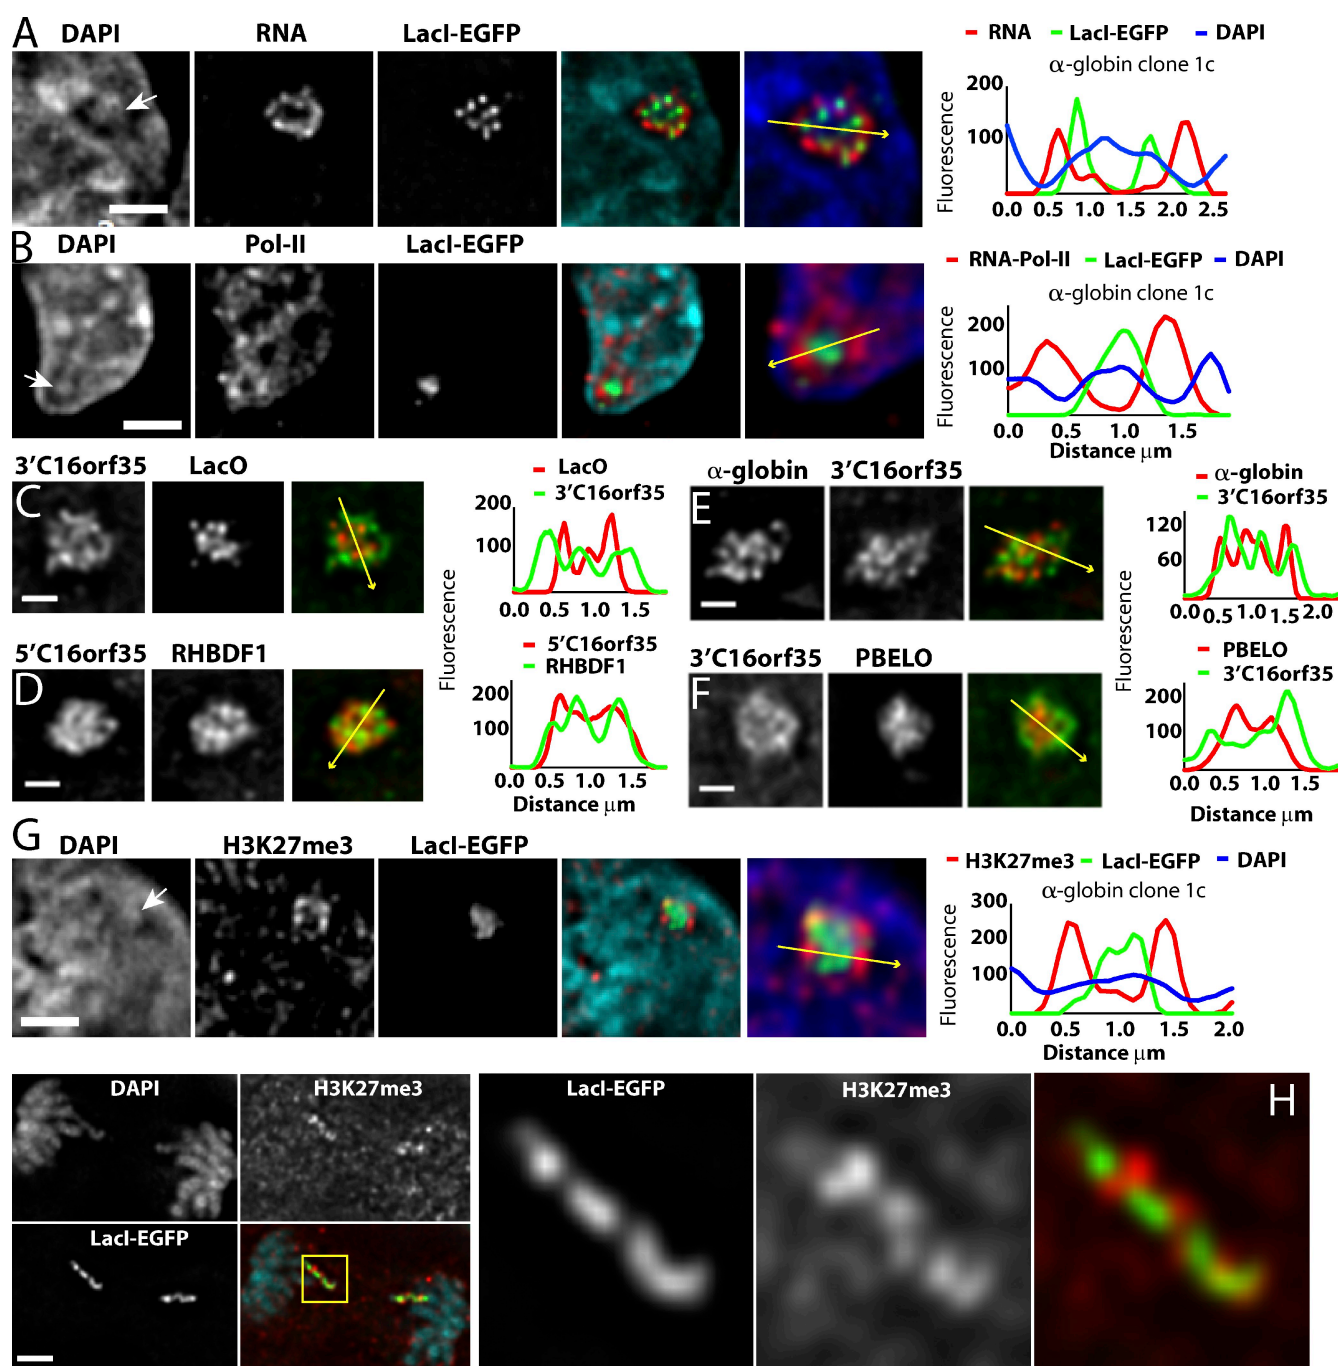 A
DAPI RNA LacI-EGFP
RNA LacI-EGFP DAPI
α-globin clone 1c
Fluorescence
200
100
0.0 0.5 1.0 1.5 2.0 2.5
B
DAPI Pol-II LacI-EGFP
RNA-Pol-II LacI-EGFP DAPI
α-globin clone 1c
Fluorescence
200
100
0.0 0.5 1.0 1.5
Distance μm
C
3′C16orf35 LacO
LacO
3′C16orf35
200
100
0.0 0.5 1.0 1.5
D
5′C16orf35 RHBDF1
5′C16orf35
RHBDF1
Fluorescence
200
100
0.0 0.5 1.0 1.5
Distance μm
E
α-globin 3′C16orf35
α-globin
3′C16orf35
120
60
0.0 0.5 1.0 1.5 2.0
F
3′C16orf35 PBELO
PBELO
3′C16orf35
Fluorescence
200
100
0.0 0.5 1.0 1.5
Distance μm
G
DAPI H3K27me3 LacI-EGFP
H3K27me3 LacI-EGFP DAPI
α-globin clone 1c
Fluorescence
300
200
100
0.0 0.5 1.0 1.5 2.0
Distance μm
DAPI H3K27me3
LacI-EGFP
LacI-EGFP H3K27me3
H